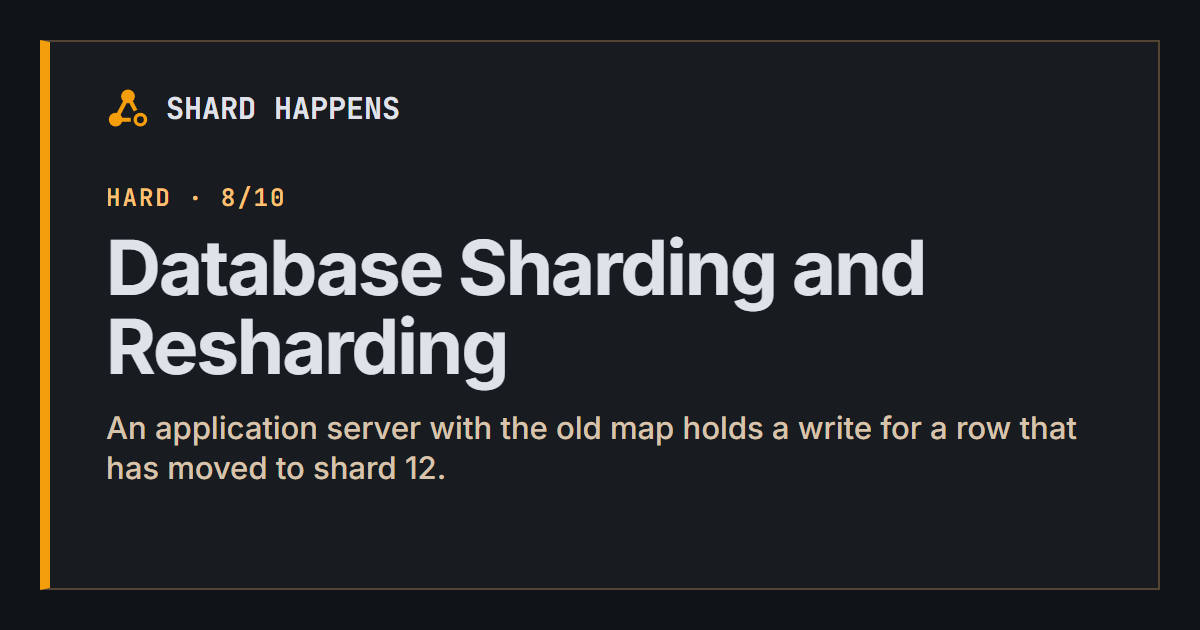 SHARD HAPPENS
HARD · 8/10
Database Sharding and
Resharding
An application server with the old map holds a write for a row that
has moved to shard 12.